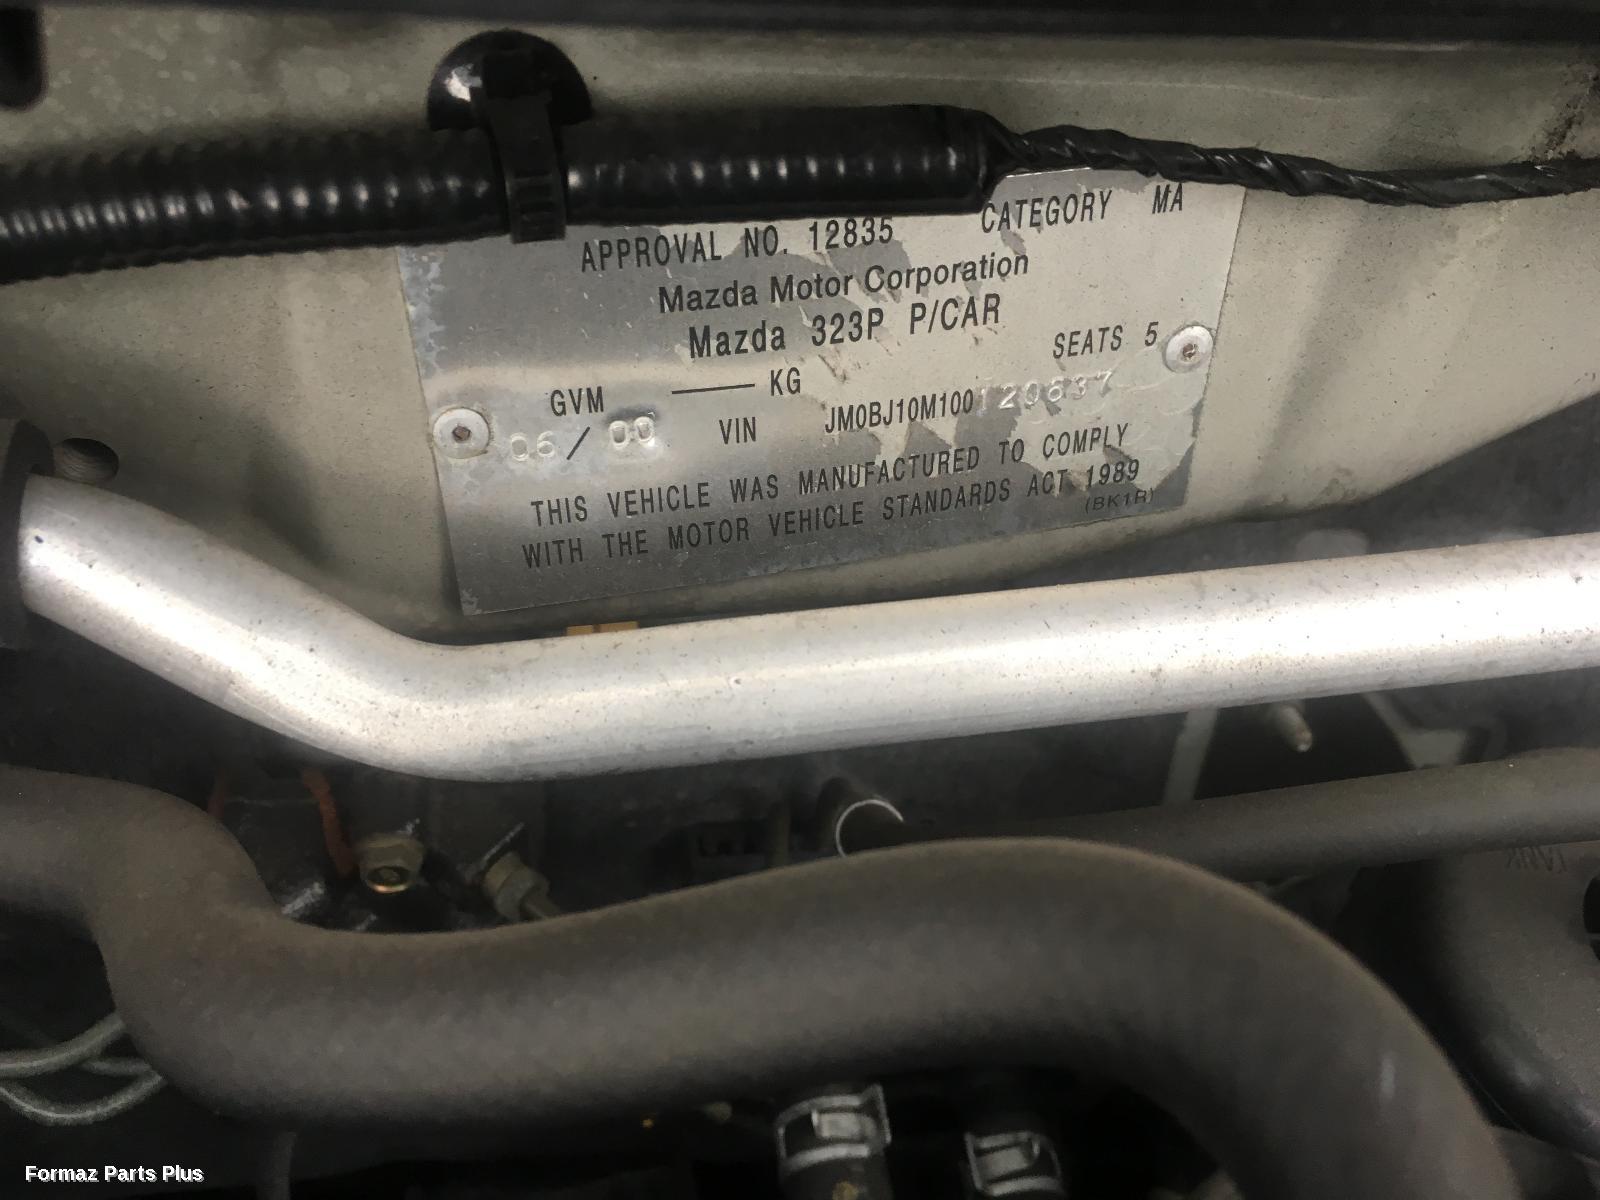 APPROVAL NO. 12835 CATEGORY MA
Mazda Motor Corporation
Mazda 323P P/CAR
SEATS 5
GVM ——— KG
06/ 00 VIN JM0BJ10M100120637
THIS VEHICLE WAS MANUFACTURED TO COMPLY
WITH THE MOTOR VEHICLE STANDARDS ACT 1989
(BK1R)
Formaz Parts Plus